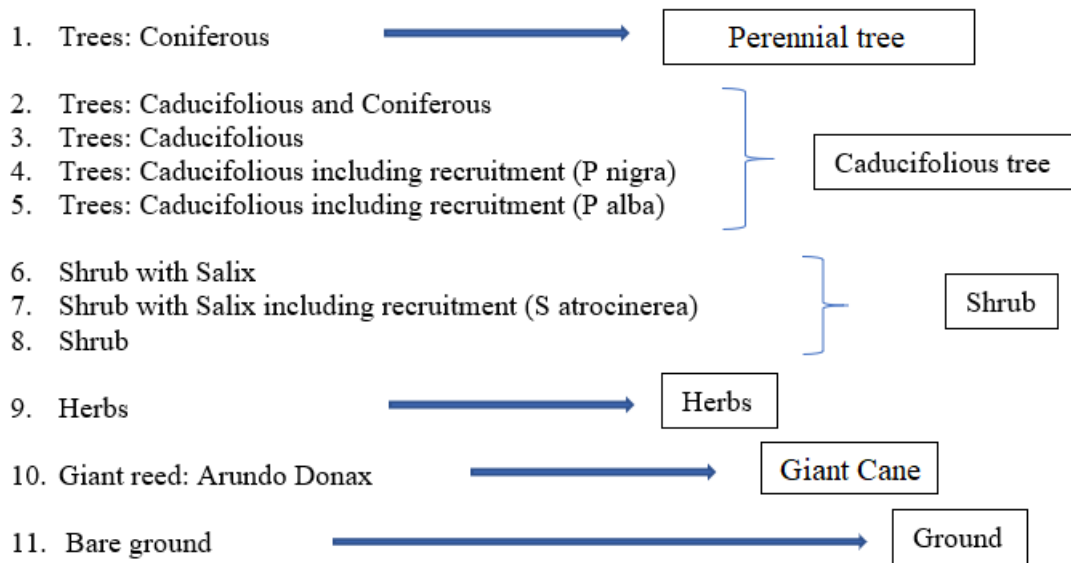 1. Trees: Coniferous Perennial tree
2. Trees: Caducifolious and Coniferous
3. Trees: Caducifolious
4. Trees: Caducifolious including recruitment (P nigra)
5. Trees: Caducifolious including recruitment (P alba)
Caducifolious tree
6. Shrub with Salix
7. Shrub with Salix including recruitment (S atrocinerea)
8. Shrub
Shrub
9. Herbs Herbs
10. Giant reed: Arundo Donax Giant Cane
11. Bare ground Ground